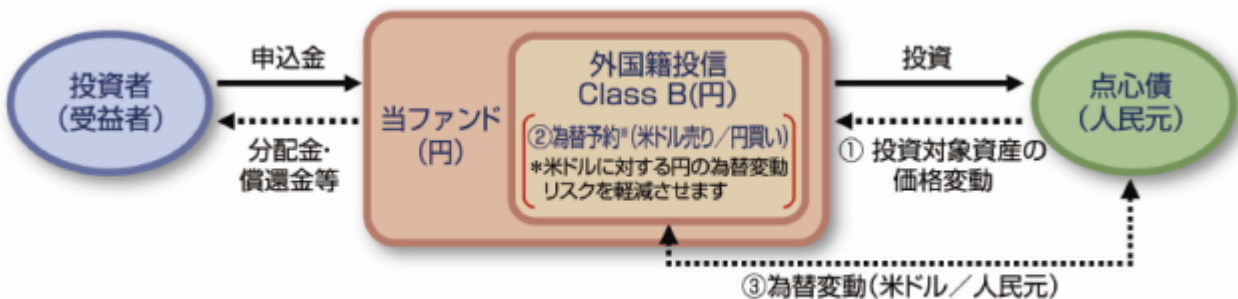 投資者
(受益者)
申込金
分配金・
償還金等
当ファンド
(円)
外国籍投信
Class B(円)
②為替予約*(米ドル売り/円買い)
*米ドルに対する円の為替変動
リスクを軽減させます
投資
① 投資対象資産の
価格変動
点心債
(人民元)
③為替変動(米ドル/人民元)